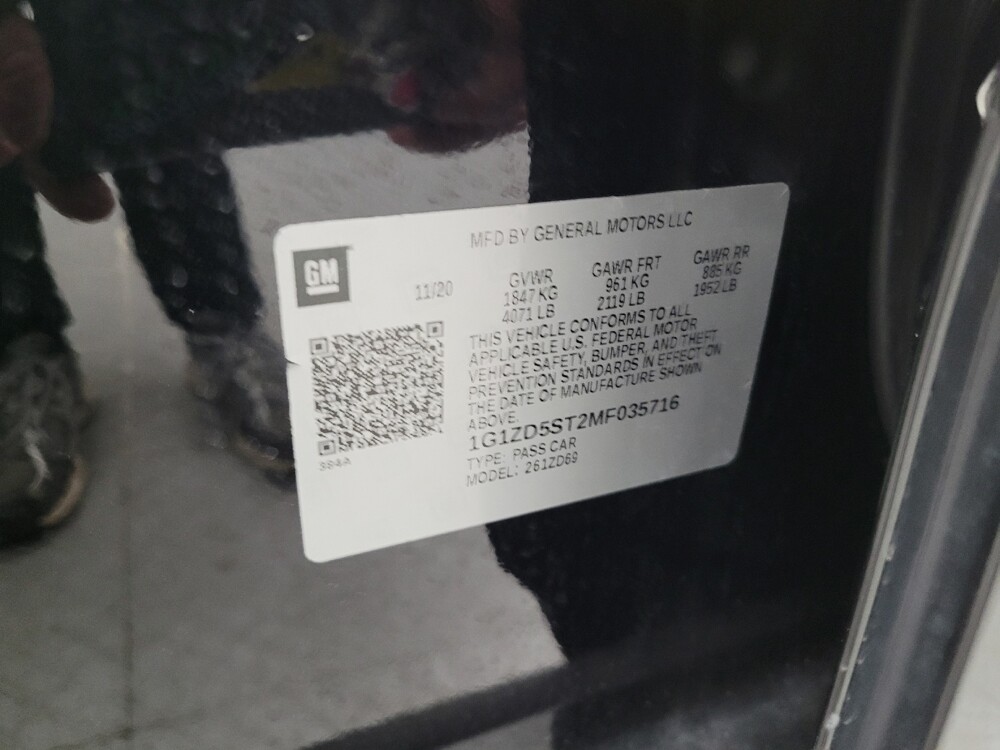 MFD BY GENERAL MOTORS LLC
GM
11/20
GVWR GAWR FRT GAWR RR
1847 KG 961 KG 885 KG
4071 LB 2119 LB 1952 LB
THIS VEHICLE CONFORMS TO ALL
APPLICABLE U.S. FEDERAL MOTOR
VEHICLE SAFETY, BUMPER, AND THEFT
PREVENTION STANDARDS IN EFFECT ON
THE DATE OF MANUFACTURE SHOWN
ABOVE.
1G1ZD5ST2MF035716
TYPE: PASS CAR
MODEL: 261ZD69